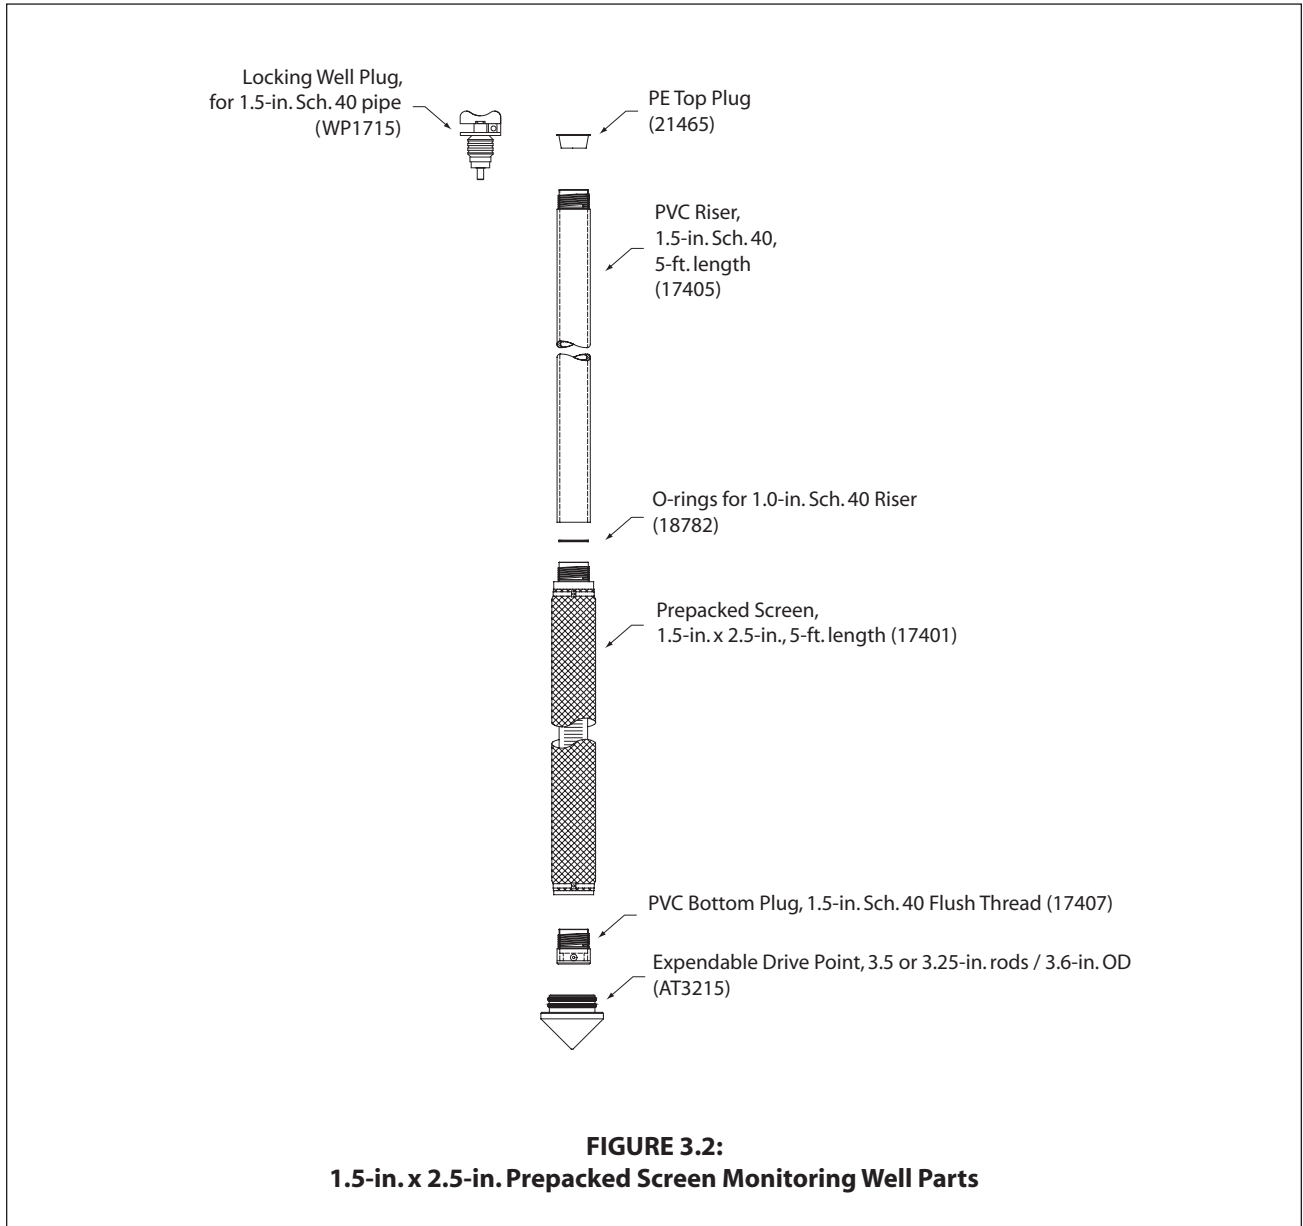 Locking Well Plug,
for 1.5-in. Sch. 40 pipe
(WP1715)
PE Top Plug
(21465)
PVC Riser,
1.5-in. Sch. 40,
5-ft. length
(17405)
O-rings for 1.0-in. Sch. 40 Riser
(18782)
Prepacked Screen,
1.5-in. x 2.5-in., 5-ft. length (17401)
PVC Bottom Plug, 1.5-in. Sch. 40 Flush Thread (17407)
Expendable Drive Point, 3.5 or 3.25-in. rods / 3.6-in. OD
(AT3215)
FIGURE 3.2:
1.5-in. x 2.5-in. Prepacked Screen Monitoring Well Parts